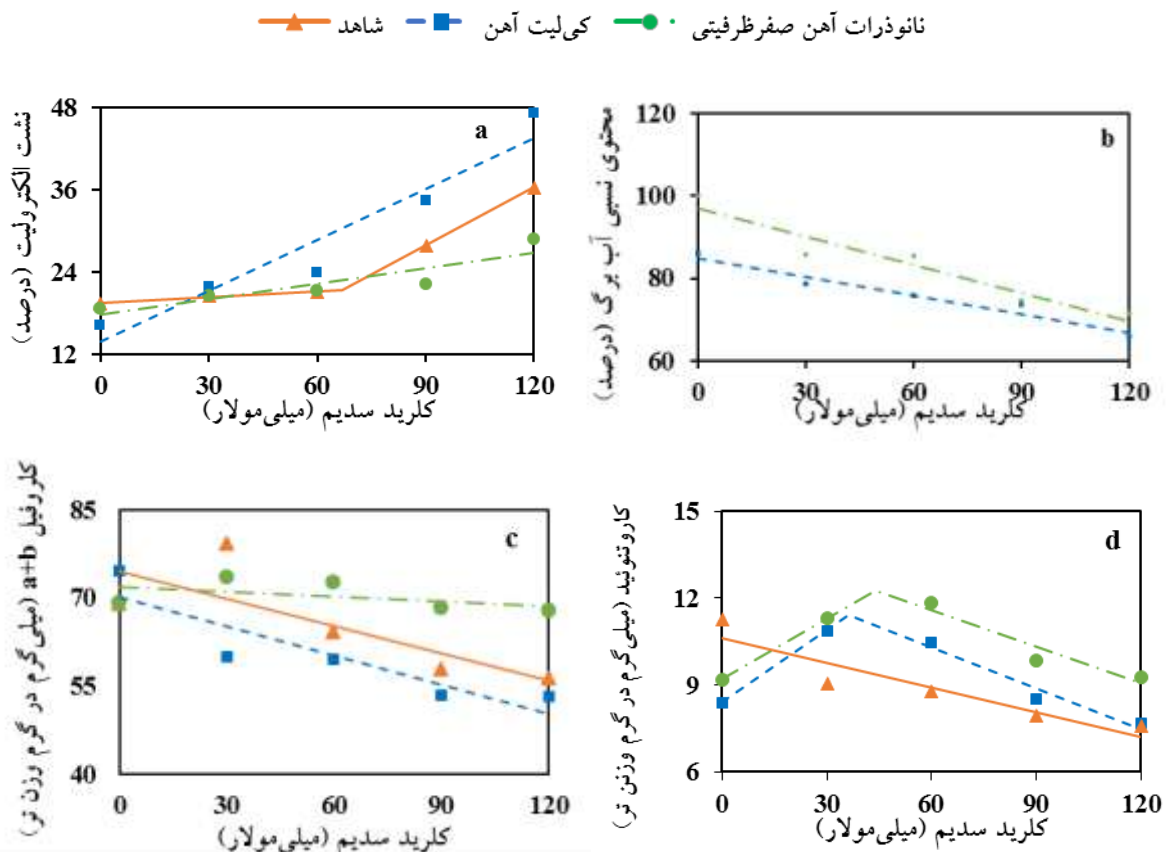 شاهد کی‌لیت آهن نانوذرات آهن صفرظرفیتی
نشت الکترولیت (درصد)
48
36
24
12
a
0 30 60 90 120
کلرید سدیم (میلی‌مولار)
محتوی نسبی آب برگ (درصد)
120
100
80
60
b
0 30 60 90 120
کلرید سدیم (میلی‌مولار)
کلروفیل a+b (میلی‌گرم در گرم وزن تر)
85
70
55
40
c
0 30 60 90 120
کلرید سدیم (میلی‌مولار)
کاروتنوئید (میلی‌گرم در گرم وزنن تر)
15
12
9
6
d
0 30 60 90 120
کلرید سدیم (میلی‌مولار)